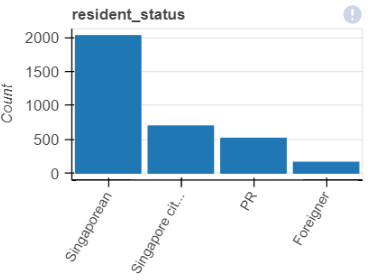 resident_status
!
2000
1500
1000
500
0
Count
Singaporean
Singapore cit...
PR
Foreigner